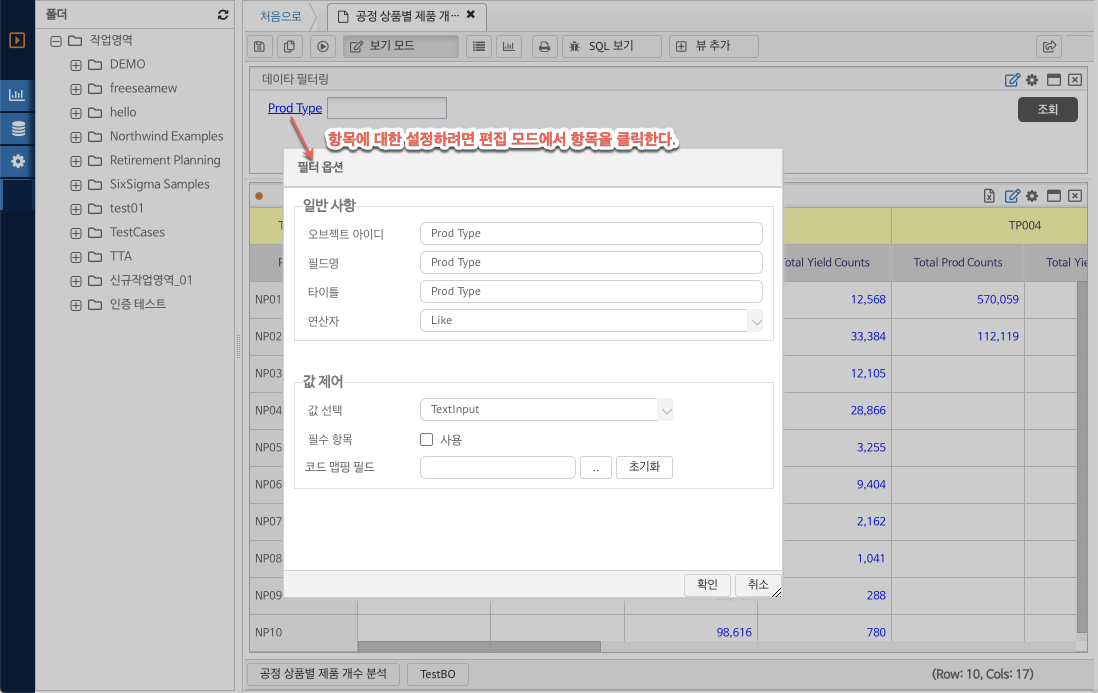 폴더
작업영역
DEMO
freeseamew
hello
Northwind Examples
Retirement Planning
SixSigma Samples
test01
TestCases
TTA
신규작업영역_01
인증 테스트
처음으로
공정 상품별 제품 개···
보기 모드
SQL 보기
뷰 추가
데이타 필터링
Prod Type
조회
항목에 대한 설정하려면 편집 모드에서 항목을 클릭한다.
필터 옵션
일반 사항
오브젝트 아이디 Prod Type
필드명 Prod Type
타이틀 Prod Type
연산자 Like
값 제어
값 선택 TextInput
필수 항목 사용
코드 맵핑 필드 .. 초기화
확인 취소
TP004
Total Yield Counts Total Prod Counts Total Yie
NP01 12,568 570,059
NP02 33,384 112,119
NP03 12,105
NP04 28,866
NP05 3,255
NP06 9,404
NP07 2,162
NP08 1,041
NP09 288
NP10 98,616 780
공정 상품별 제품 개수 분석 TestBO (Row: 10, Cols: 17)